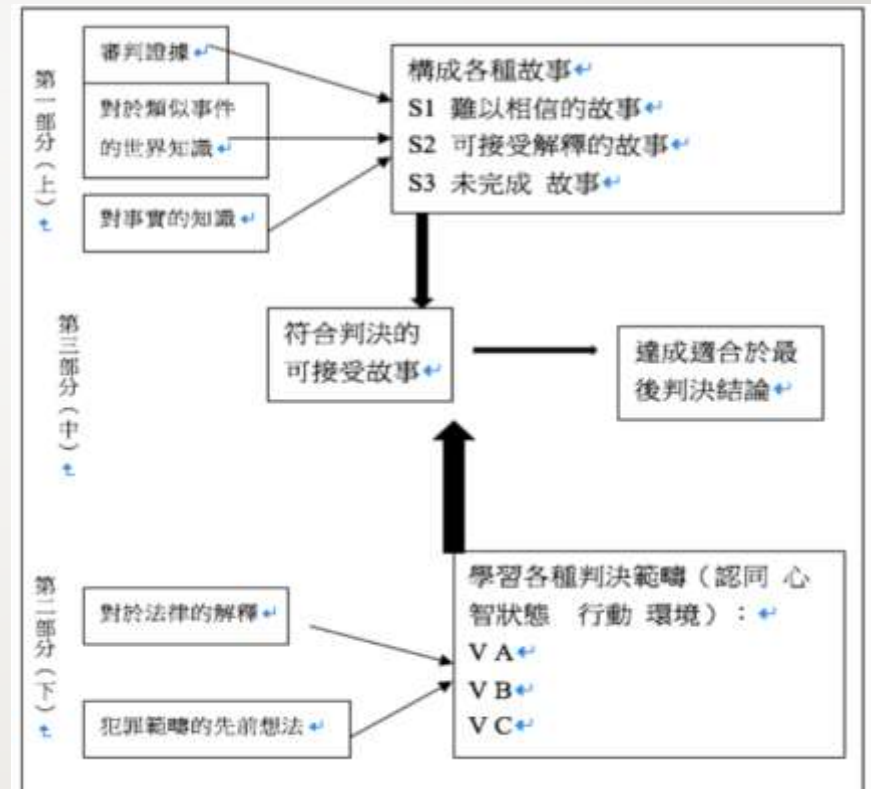 第一部分（上）
審判證據
對於類似事件
的世界知識
對事實的知識
構成各種故事
S1 難以相信的故事
S2 可接受解釋的故事
S3 未完成 故事
第三部分（中）
符合判決的
可接受故事
達成適合於最
後判決結論
第二部分（下）
對於法律的解釋
犯罪範疇的先前想法
學習各種判決範疇（認同 心
智狀態 行動 環境）：
V A
V B
V C